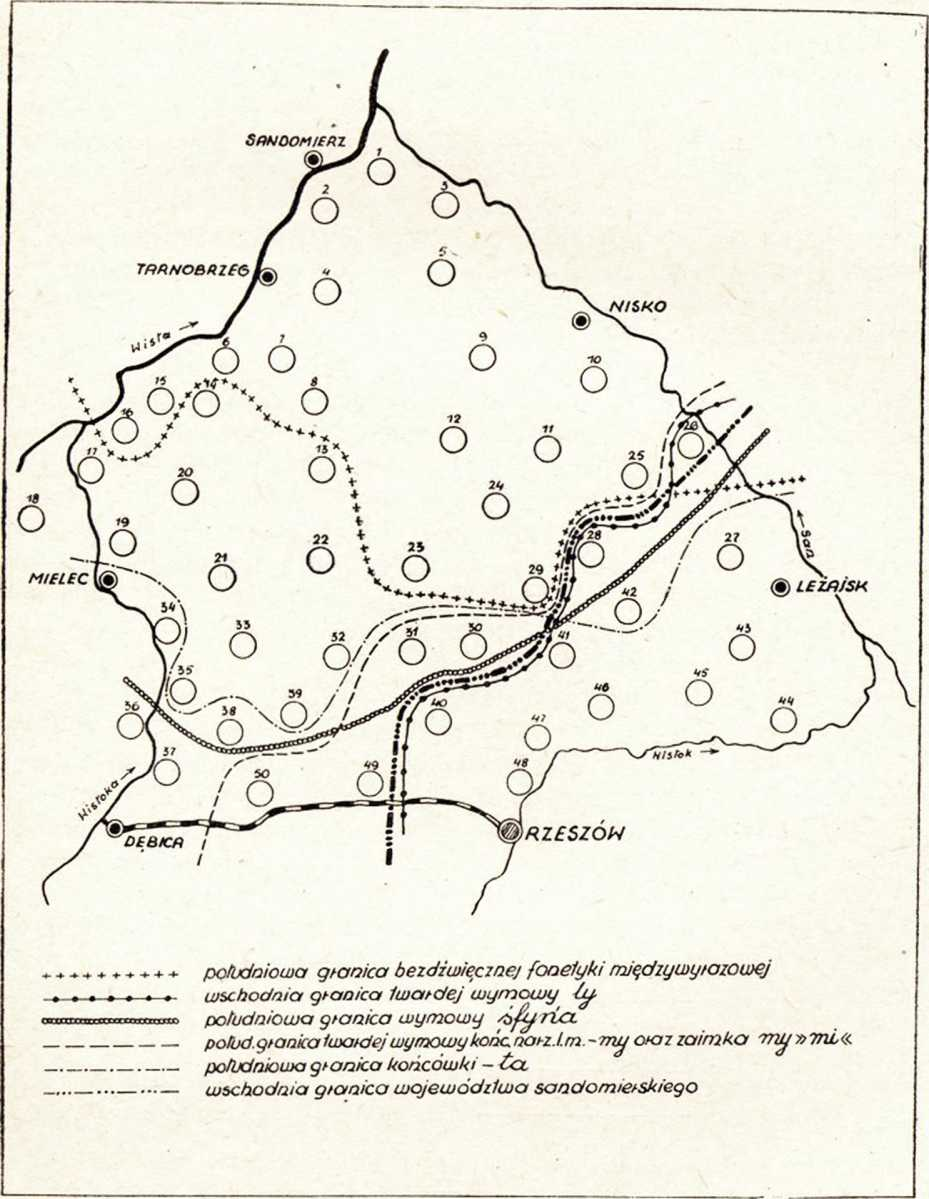 SANDOMIERZ
1
2
3
TARNOBRZEG
4
5
NISKO
Wisła →
6
7
9
10
8
15
14
16
12
11
26
17
13
25
20
18
24
19
22
23
28
27
MIELEC
21
29
San →
LEŻAJSK
34
33
32
31
30
42
41
43
35
39
45
36
38
40
46
44
47
37
50
49
48
Wisłok →
Wisłoka →
DĘBICA
RZESZÓW
południowa granica bezdźwięcznej fonetyki międzywyrazowej
wschodnia granica twardej wymowy ły
południowa granica wymowy śfyńa
połud. granica twardej wymowy końc. narz. l.m. -my oraz zaimka my »mi«
południowa granica końcówki -ta
wschodnia granica województwa sandomierskiego